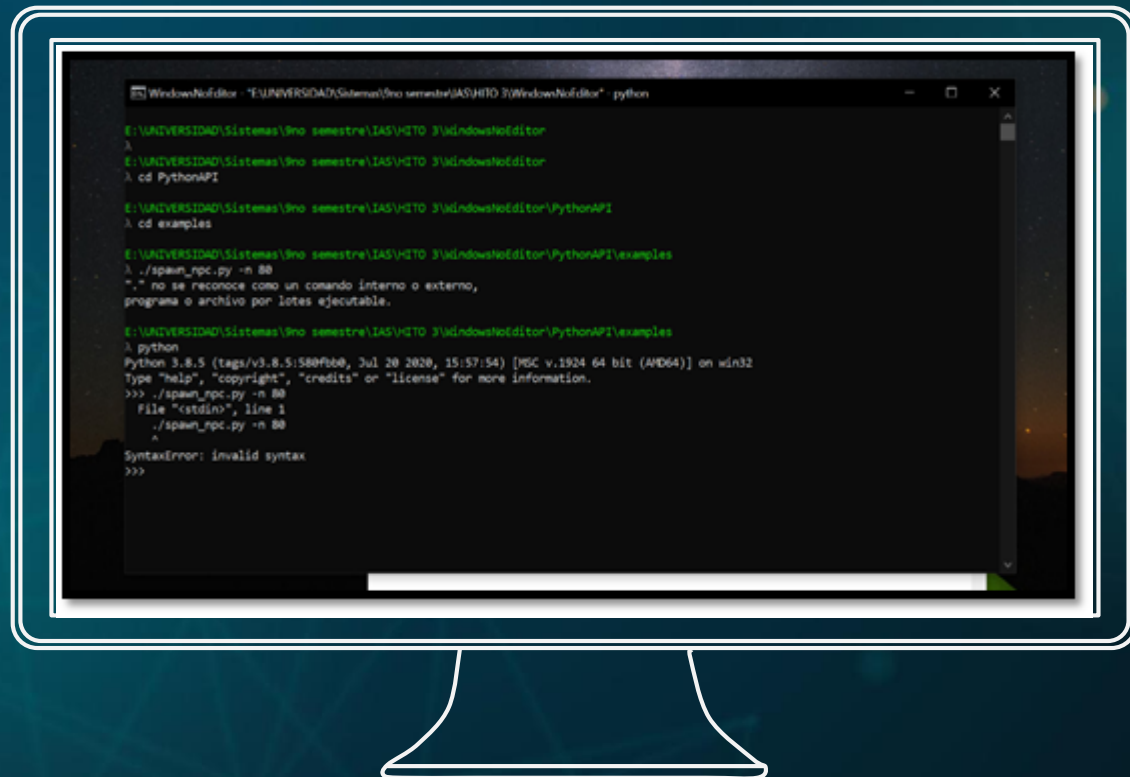 WindowsNoEditor - "E:\UNIVERSIDAD\Sistemas\9no semestre\IAS\HITO 3\WindowsNoEditor" - python
E:\UNIVERSIDAD\Sistemas\9no semestre\IAS\HITO 3\WindowsNoEditor
λ
E:\UNIVERSIDAD\Sistemas\9no semestre\IAS\HITO 3\WindowsNoEditor
λ cd PythonAPI
E:\UNIVERSIDAD\Sistemas\9no semestre\IAS\HITO 3\WindowsNoEditor\PythonAPI
λ cd examples
E:\UNIVERSIDAD\Sistemas\9no semestre\IAS\HITO 3\WindowsNoEditor\PythonAPI\examples
λ ./spawn_npc.py -n 80
"." no se reconoce como un comando interno o externo,
programa o archivo por lotes ejecutable.
E:\UNIVERSIDAD\Sistemas\9no semestre\IAS\HITO 3\WindowsNoEditor\PythonAPI\examples
λ python
Python 3.8.5 (tags/v3.8.5:580fbb0, Jul 20 2020, 15:57:54) [MSC v.1924 64 bit (AMD64)] on win32
Type "help", "copyright", "credits" or "license" for more information.
>>> ./spawn_npc.py -n 80
File "<stdin>", line 1
./spawn_npc.py -n 80
^
SyntaxError: invalid syntax
>>>